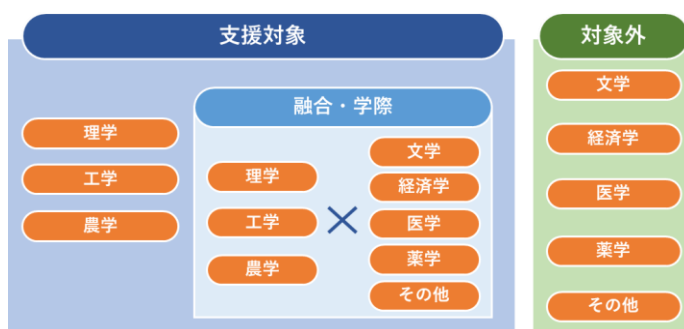 支援対象
理学
工学
農学
融合・学際
理学
工学
農学
×
文学
経済学
医学
薬学
その他
対象外
文学
経済学
医学
薬学
その他